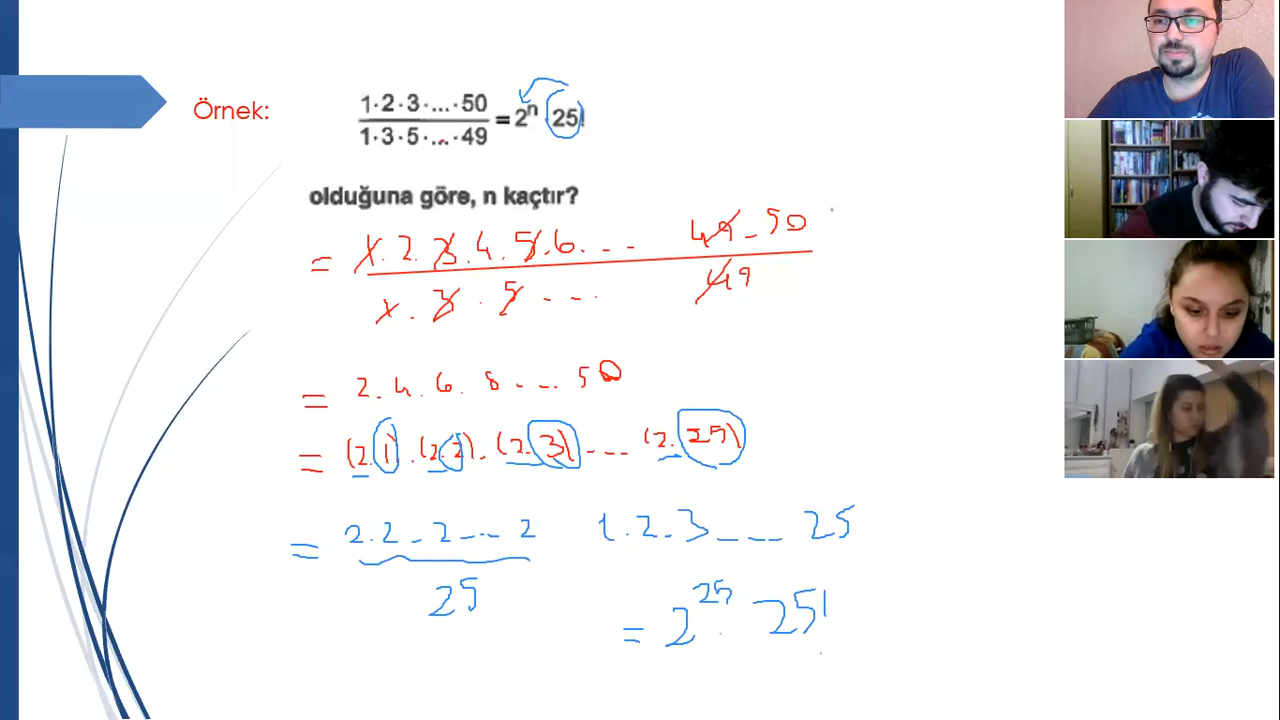 Örnek:
1·2·3·...·50
1·3·5·...·49
= 2ⁿ 25!
olduğuna göre, n kaçtır?
= 1.2.3.4.5.6.... 49-50
1.3.5... 49
= 2.4.6.8-...50
= (2.1).(2.2)-(2.3)-...(2.25)
= 2.2-2-...2 1.2.3_ _ _ 25
25
= 2²⁵. 25!